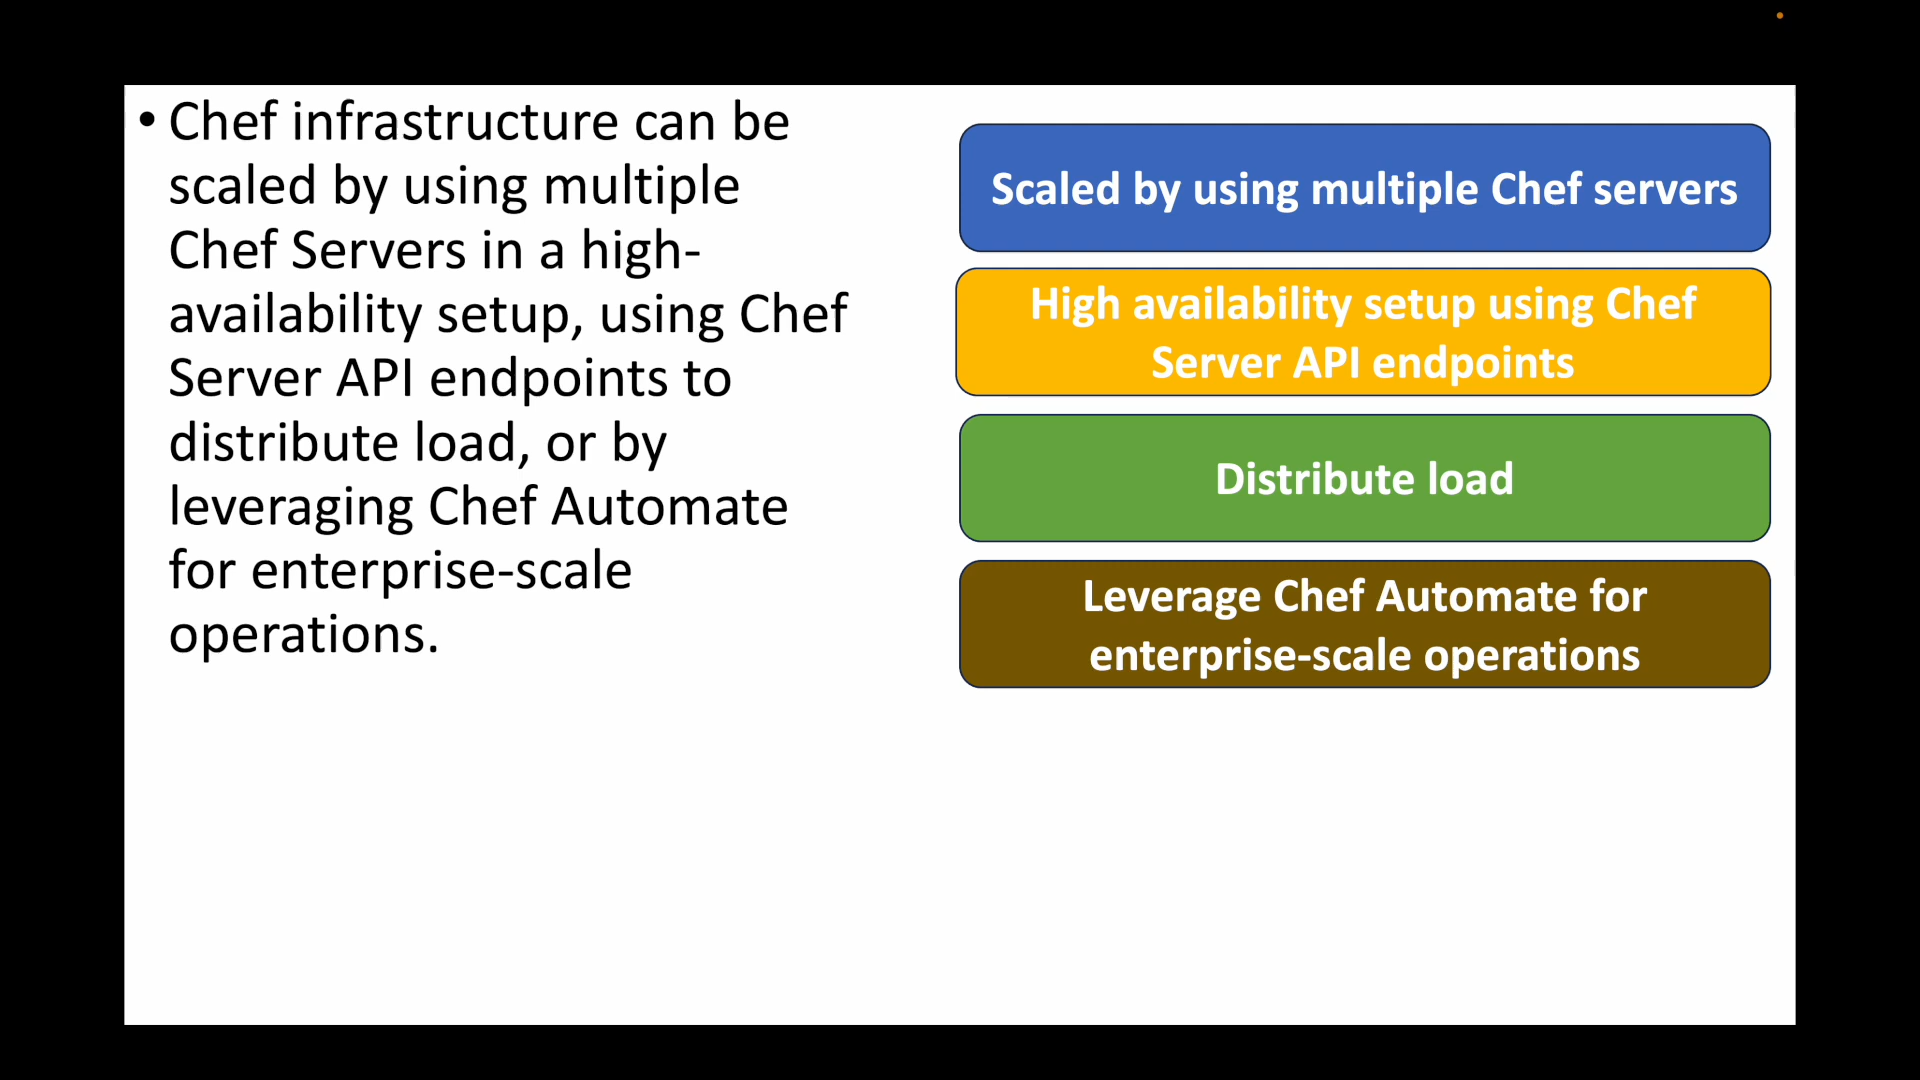 • Chef infrastructure can be
scaled by using multiple
Chef Servers in a high-
availability setup, using Chef
Server API endpoints to
distribute load, or by
leveraging Chef Automate
for enterprise-scale
operations.
Scaled by using multiple Chef servers
High availability setup using Chef
Server API endpoints
Distribute load
Leverage Chef Automate for
enterprise-scale operations